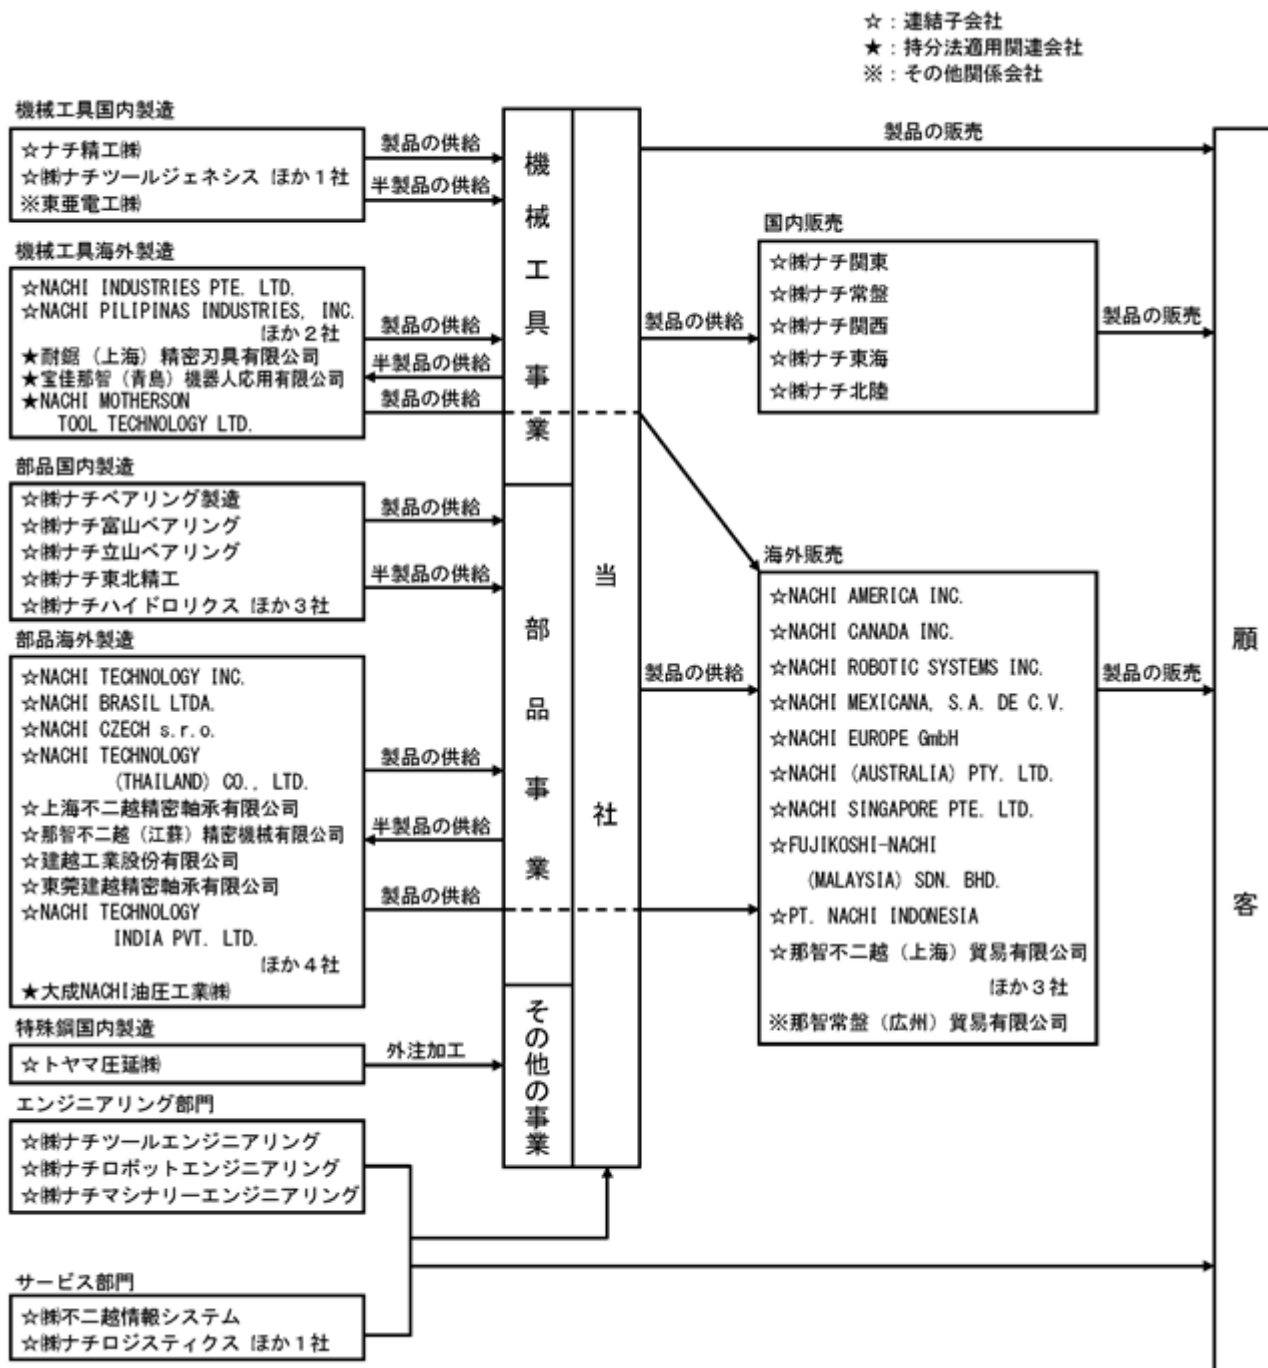 ☆：連結子会社
★：持分法適用関連会社
※：その他関係会社
機械工具国内製造
☆ナチ精工㈱
☆㈱ナチツールジェネシス ほか１社
※東亜電工㈱
製品の供給
半製品の供給
機械工具海外製造
☆NACHI INDUSTRIES PTE. LTD.
☆NACHI PILIPINAS INDUSTRIES, INC.
ほか２社
★耐鋸（上海）精密刃具有限公司
★宝佳那智（青島）機器人応用有限公司
★NACHI MOTHERSON
TOOL TECHNOLOGY LTD.
製品の供給
半製品の供給
製品の供給
部品国内製造
☆㈱ナチベアリング製造
☆㈱ナチ富山ベアリング
☆㈱ナチ立山ベアリング
☆㈱ナチ東北精工
☆㈱ナチハイドロリクス ほか３社
製品の供給
半製品の供給
部品海外製造
☆NACHI TECHNOLOGY INC.
☆NACHI BRASIL LTDA.
☆NACHI CZECH s.r.o.
☆NACHI TECHNOLOGY
(THAILAND) CO., LTD.
☆上海不二越精密軸承有限公司
☆那智不二越（江蘇）精密機械有限公司
☆建越工業股份有限公司
☆東莞建越精密軸承有限公司
☆NACHI TECHNOLOGY
INDIA PVT. LTD.
ほか４社
★大成NACHI油圧工業㈱
製品の供給
半製品の供給
製品の供給
特殊鋼国内製造
☆トヤマ圧延㈱
外注加工
エンジニアリング部門
☆㈱ナチツールエンジニアリング
☆㈱ナチロボットエンジニアリング
☆㈱ナチマシナリーエンジニアリング
サービス部門
☆㈱不二越情報システム
☆㈱ナチロジスティクス ほか１社
機械工具事業
部品事業
その他の事業
当社
製品の販売
製品の供給
国内販売
☆㈱ナチ関東
☆㈱ナチ常盤
☆㈱ナチ関西
☆㈱ナチ東海
☆㈱ナチ北陸
製品の販売
製品の供給
海外販売
☆NACHI AMERICA INC.
☆NACHI CANADA INC.
☆NACHI ROBOTIC SYSTEMS INC.
☆NACHI MEXICANA, S.A. DE C.V.
☆NACHI EUROPE GmbH
☆NACHI (AUSTRALIA) PTY. LTD.
☆NACHI SINGAPORE PTE. LTD.
☆FUJIKOSHI-NACHI
(MALAYSIA) SDN. BHD.
☆PT. NACHI INDONESIA
☆那智不二越（上海）貿易有限公司
ほか３社
※那智常盤（広州）貿易有限公司
製品の販売
顧客